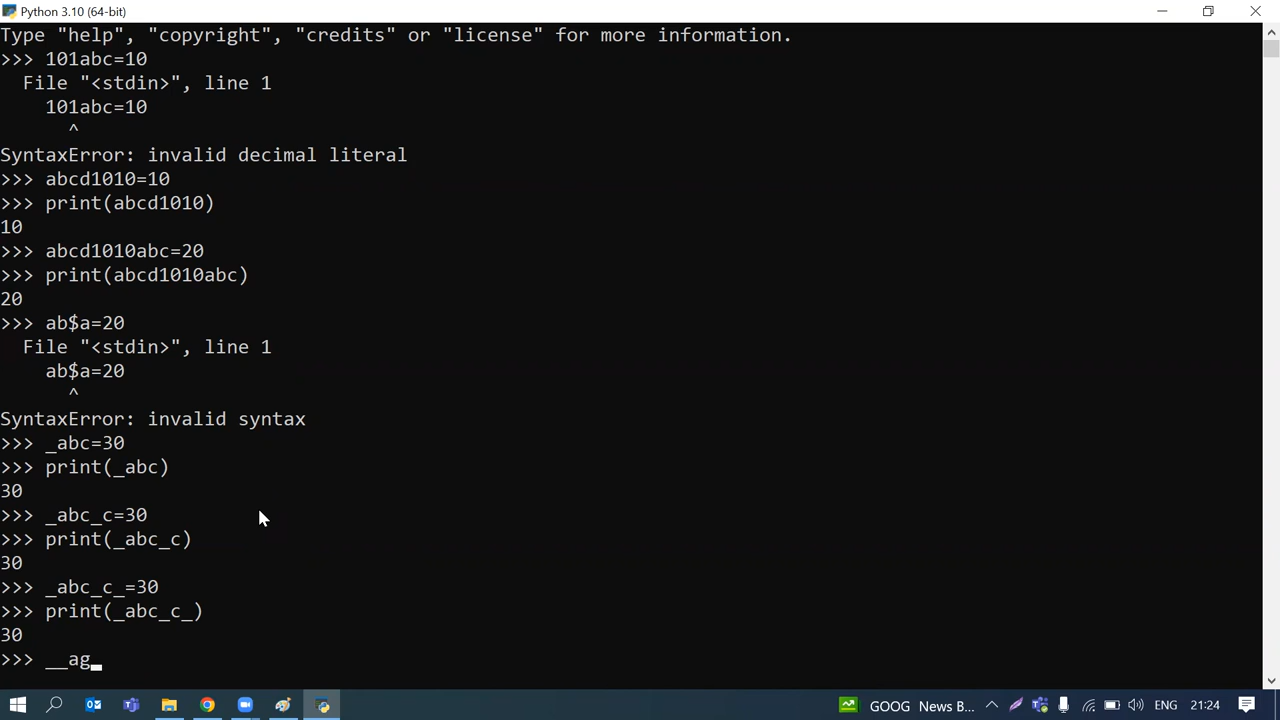 Python 3.10 (64-bit)
Type "help", "copyright", "credits" or "license" for more information.
>>> 101abc=10
  File "<stdin>", line 1
    101abc=10
      ^
SyntaxError: invalid decimal literal
>>> abcd1010=10
>>> print(abcd1010)
10
>>> abcd1010abc=20
>>> print(abcd1010abc)
20
>>> ab$a=20
  File "<stdin>", line 1
    ab$a=20
      ^
SyntaxError: invalid syntax
>>> _abc=30
>>> print(_abc)
30
>>> _abc_c=30
>>> print(_abc_c)
30
>>> _abc_c_=30
>>> print(_abc_c_)
30
>>> __ag_
GOOG News B... ENG 21:24